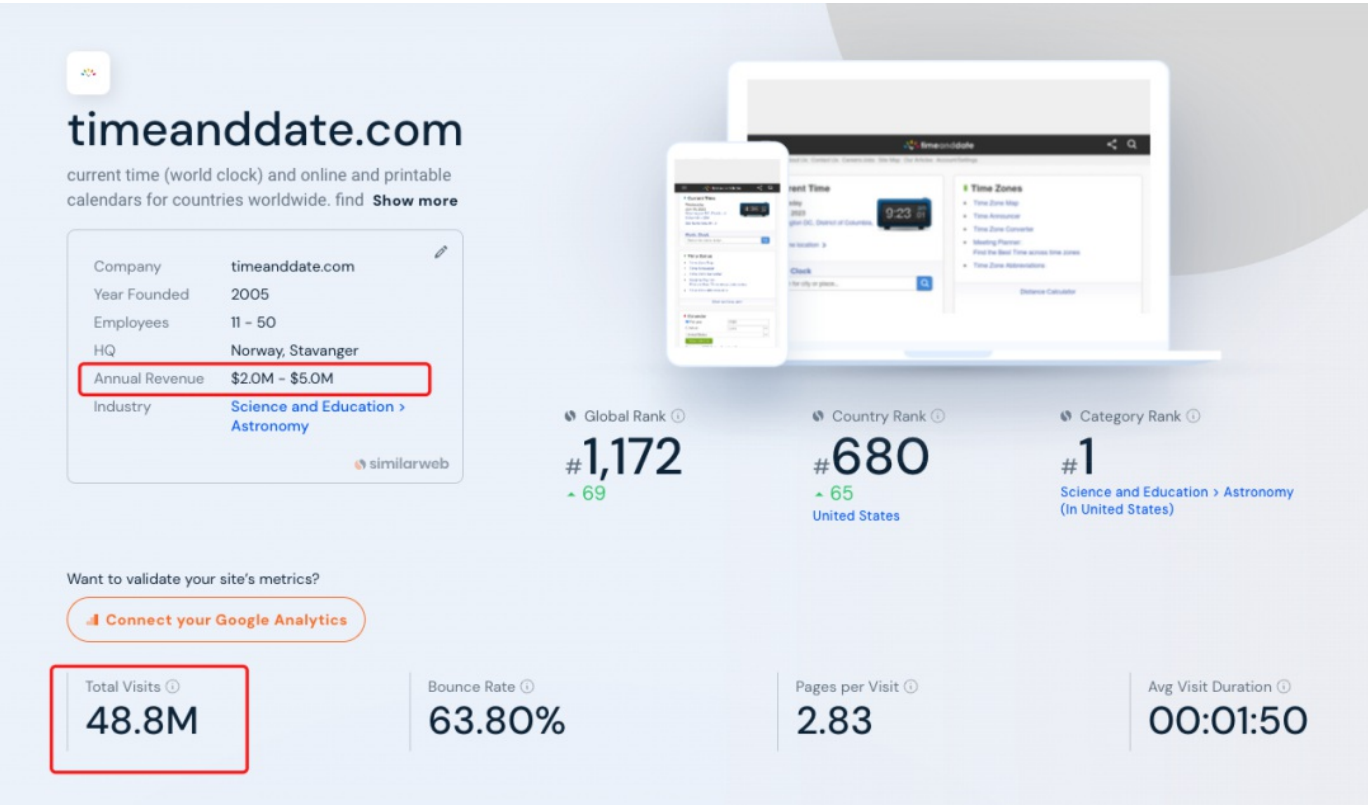 timeanddate.com
current time (world clock) and online and printable
calendars for countries worldwide. find Show more
Company timeanddate.com
Year Founded 2005
Employees 11 - 50
HQ Norway, Stavanger
Annual Revenue $2.0M - $5.0M
Industry Science and Education >
Astronomy
similarweb
timeanddate
Time Zones
Time Zone Map
Time Announcer
Time Zone Converter
Meeting Planner
Find the Best Time across time zones
Time Zone Abbreviations
Distance Calculator
9:23
Global Rank
#1,172
69
Country Rank
#680
65
United States
Category Rank
#1
Science and Education > Astronomy
(In United States)
Want to validate your site's metrics?
Connect your Google Analytics
Total Visits
48.8M
Bounce Rate
63.80%
Pages per Visit
2.83
Avg Visit Duration
00:01:50